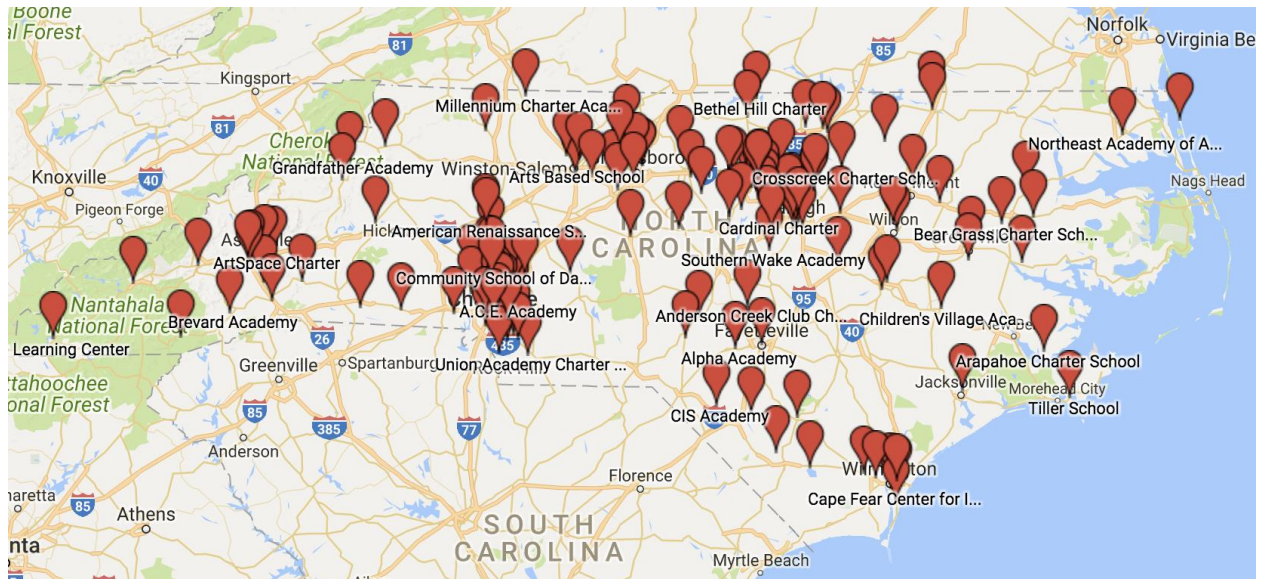 Boone
al Forest
Norfolk
Virginia Be
81
85
Kingsport
Millennium Charter Aca...
Bethel Hill Charter
81
Cherok
National Forest
Northeast Academy of A...
Grandfather Academy
Winston-Salem
Arts Based School
Crosscreek Charter Sch...
Knoxville
40
Nags Head
Pigeon Forge
NORTH
CAROLINA
Wilson
American Renaissance S...
Cardinal Charter
Bear Grass Charter Sch...
ArtSpace Charter
Southern Wake Academy
Community School of Da...
95
Nantahala
National Forest
A.C.E. Academy
Anderson Creek Club Ch...
Children's Village Aca...
Brevard Academy
Fayetteville
26
40
Learning Center
485
Alpha Academy
Arapahoe Charter School
Greenville
Spartanburg
Union Academy Charter ...
ttahoochee
onal Forest
Jacksonville
Morehead City
Tiller School
85
385
77
CIS Academy
Anderson
Wilmington
Florence
Cape Fear Center for I...
naretta
85
Athens
SOUTH
CAROLINA
nta
Myrtle Beach